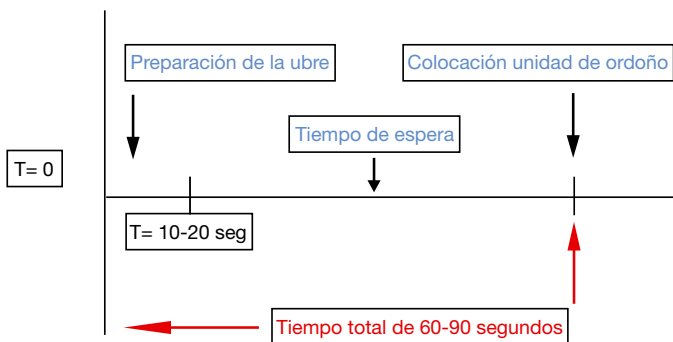 Preparación de la ubre
Colocación unidad de ordoño
Tiempo de espera
T= 0
T= 10-20 seg
Tiempo total de 60-90 segundos